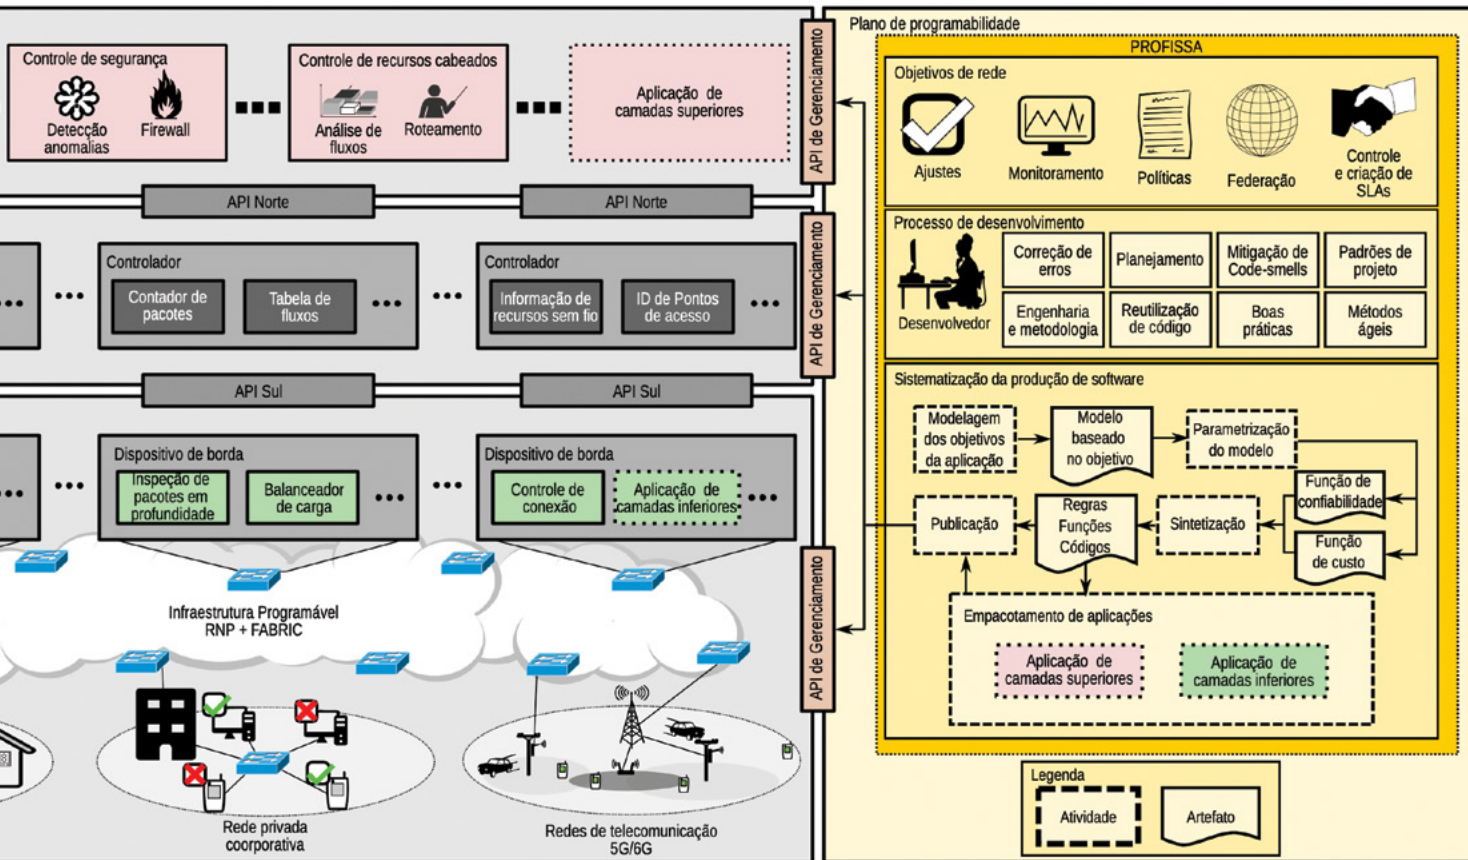 Controle de segurança
Detecção
anomalias
Firewall
Controle de recursos cabeados
Análise de
fluxos
Roteamento
Aplicação de
camadas superiores
API de Gerenciamento
API Norte
API Norte
Controlador
Contador de
pacotes
Tabela de
fluxos
Controlador
Informação de
recursos sem fio
ID de Pontos
de acesso
API de Gerenciamento
API Sul
API Sul
Dispositivo de borda
Inspeção de
pacotes em
profundidade
Balanceador
de carga
Dispositivo de borda
Controle de
conexão
Aplicação de
camadas inferiores
API de Gerenciamento
Infraestrutura Programável
RNP + FABRIC
Rede privada
coorporativa
Redes de telecomunicação
5G/6G
Plano de programabilidade
PROFISSA
Objetivos de rede
Ajustes
Monitoramento
Políticas
Federação
Controle
e criação de
SLAs
Processo de desenvolvimento
Desenvolvedor
Correção de
erros
Planejamento
Mitigação de
Code-smells
Padrões de
projeto
Engenharia
e metodologia
Reutilização
de código
Boas
práticas
Métodos
ágeis
Sistematização da produção de software
Modelagem
dos objetivos
da aplicação
Modelo
baseado
no objetivo
Parametrização
do modelo
Função de
confiabilidade
Função
de custo
Sintetização
Regras
Funções
Códigos
Publicação
Empacotamento de aplicações
Aplicação de
camadas superiores
Aplicação de
camadas inferiores
Legenda
Atividade
Artefato